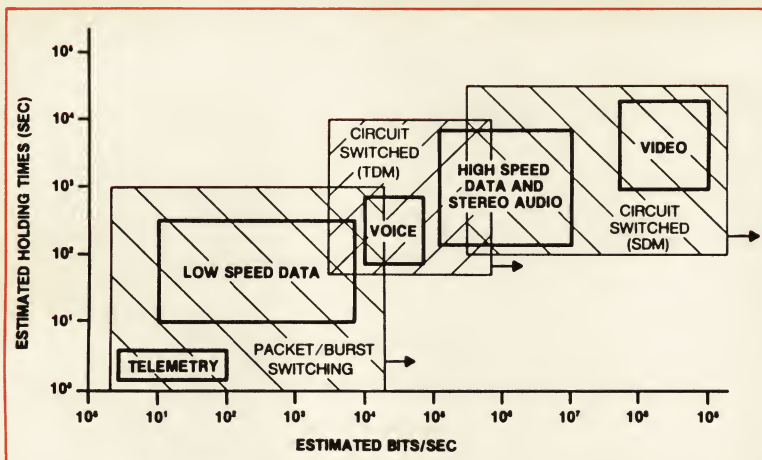 ESTIMATED HOLDING TIMES (SEC)
10⁵
10⁴
10³
10²
10¹
10⁰
CIRCUIT
SWITCHED
(TDM)
VIDEO
HIGH SPEED
DATA AND
STEREO AUDIO
VOICE
CIRCUIT
SWITCHED
(SDM)
LOW SPEED DATA
TELEMETRY
PACKET/BURST
SWITCHING
10⁰ 10¹ 10² 10³ 10⁴ 10⁵ 10⁶ 10⁷ 10⁸ 10⁹
ESTIMATED BITS/SEC